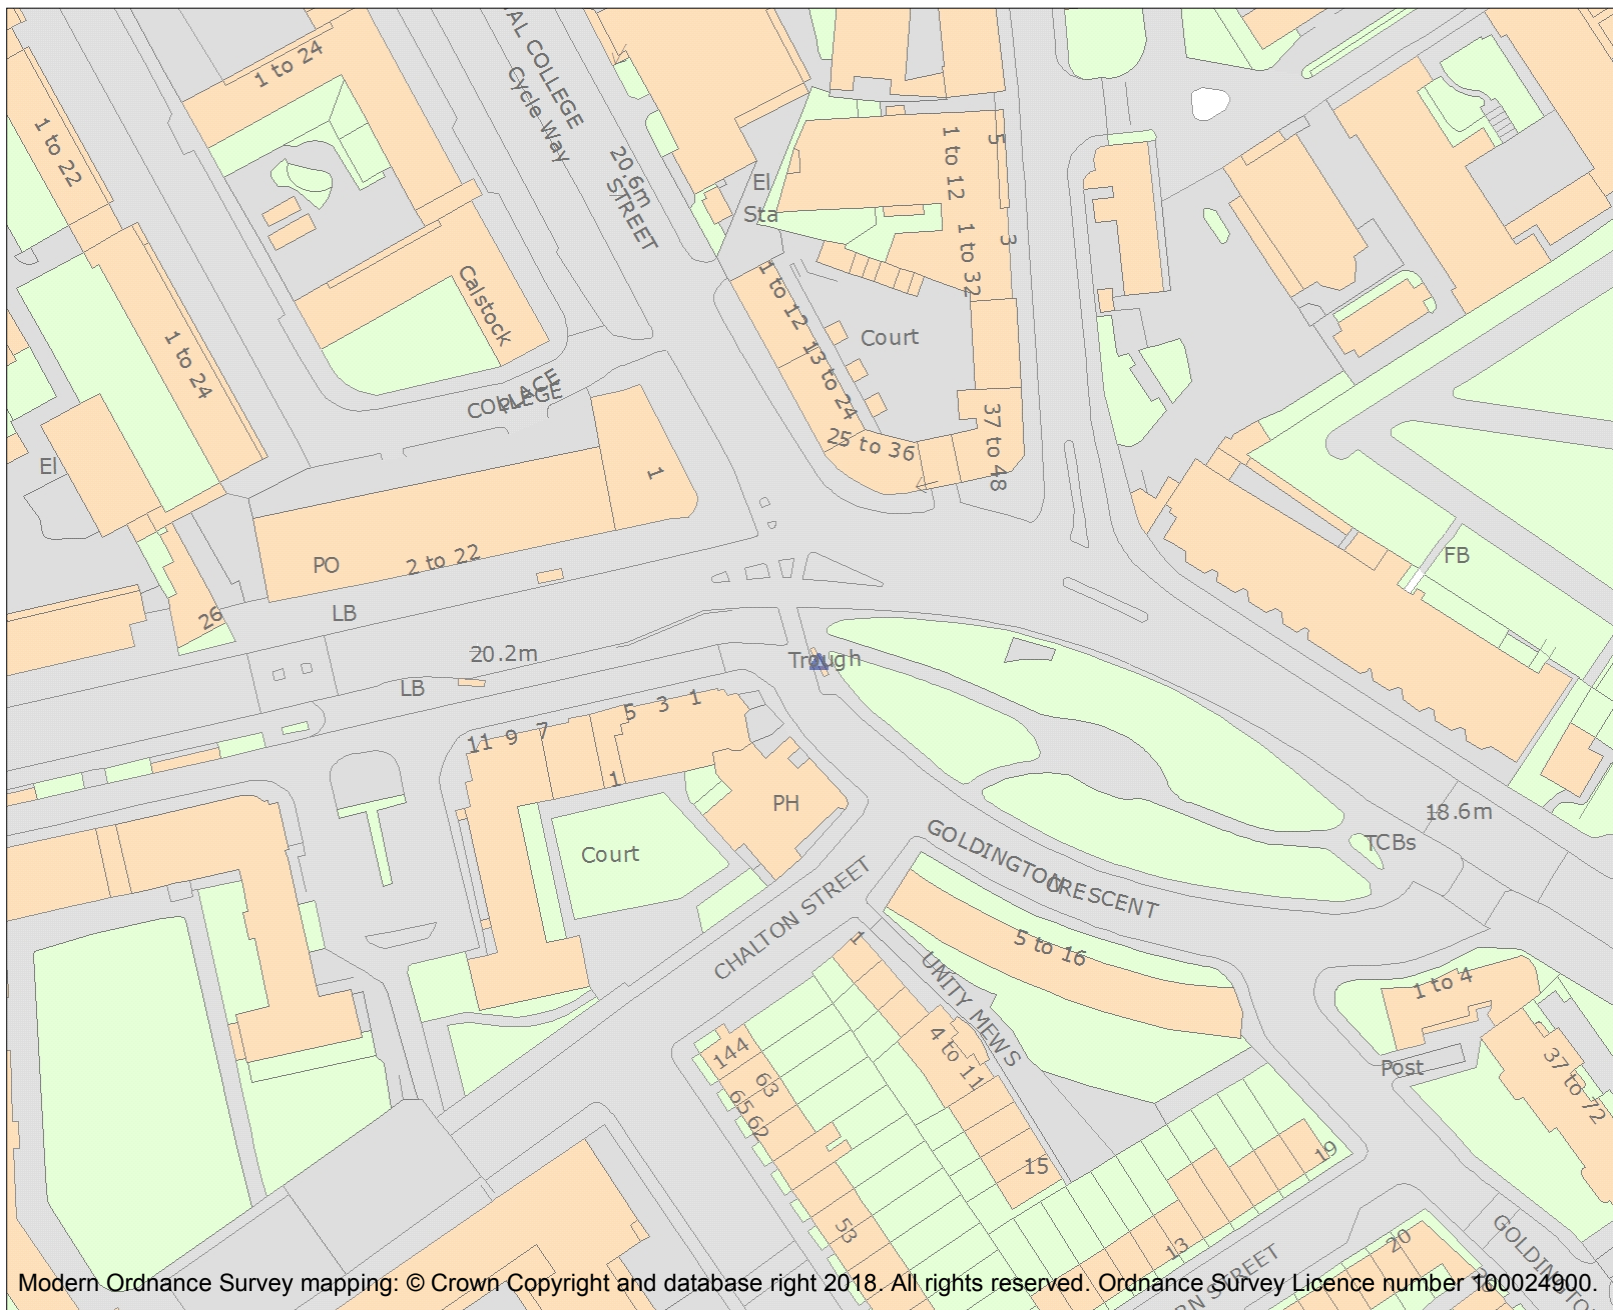 1 to 24
AL COLLEGE
STREET
Cycle Way
20.6m
1 to 22
El
Sta
1 to 12
5
3
1 to 32
Calstock
1 to 12
13 to 24
Court
25 to 36
37 to 48
1 to 24
COLLEGE
PLACE
El
1
PO
2 to 22
26
LB
20.2m
LB
Trough
FB
11 9 7
5 3 1
1
PH
Court
18.6m
TCBs
GOLDINGTON
CRESCENT
CHALTON STREET
5 to 16
1
UNITY MEWS
1 to 4
4 to 11
144
63
65
62
53
15
Post
37 to 72
19
13
20
RN STREET
GOLDINGTO
Modern Ordnance Survey mapping: © Crown Copyright and database right 2018. All rights reserved. Ordnance Survey Licence number 100024900.